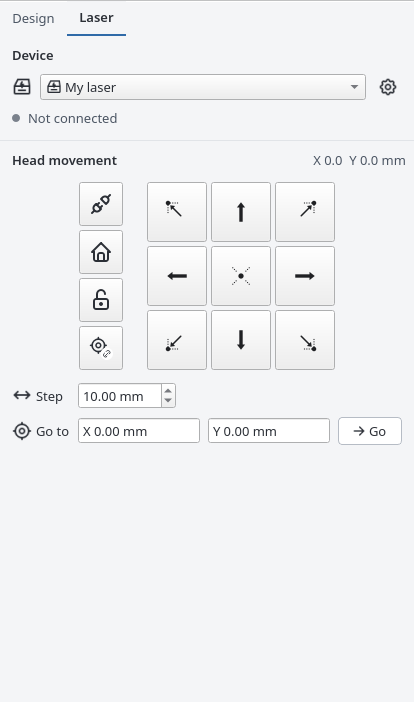 Design Laser
Device
My laser
Not connected
Head movement X 0.0 Y 0.0 mm
Step 10.00 mm
Go to X 0.00 mm Y 0.00 mm Go